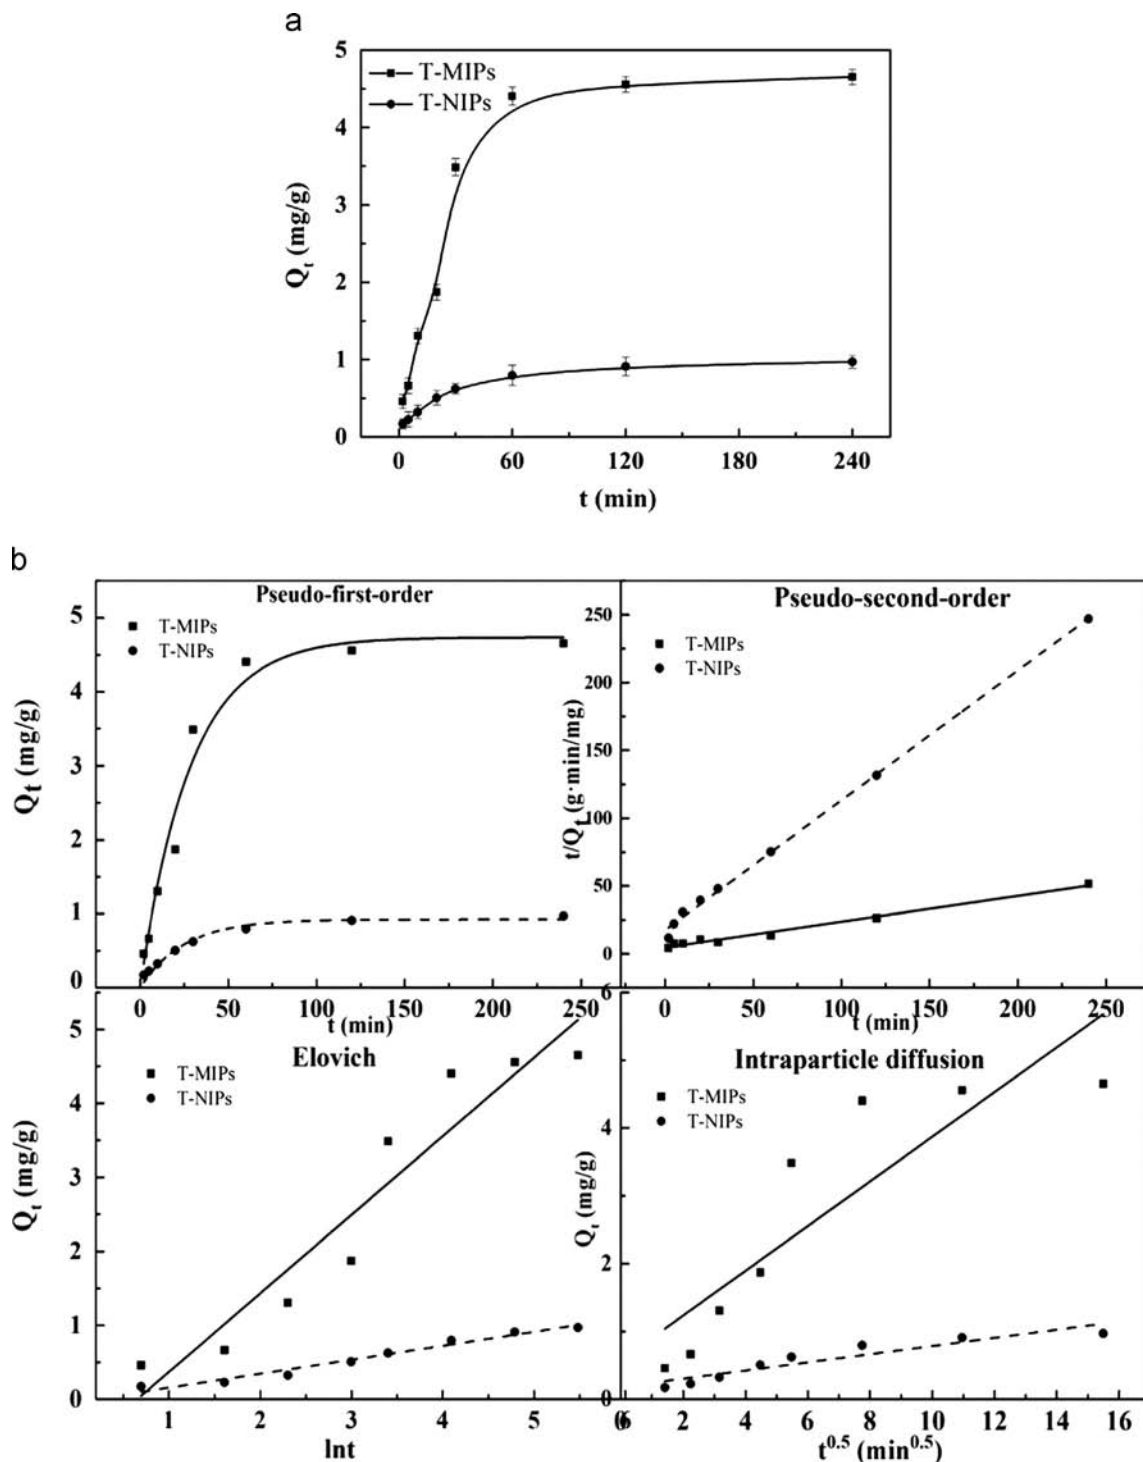 a
T-MIPs
T-NIPs
Qt (mg/g)
5
4
3
2
1
0
0 60 120 180 240
t (min)
b
Pseudo-first-order
T-MIPs
T-NIPs
Qt (mg/g)
5
4
3
2
1
0
0 50 100 150 200 250
t (min)
Pseudo-second-order
T-MIPs
T-NIPs
t/Qt (g·min/mg)
250
200
150
100
50
0
0 50 100 150 200 250
t (min)
Elovich
T-MIPs
T-NIPs
Qt (mg/g)
5
4
3
2
1
0
1 2 3 4 5 6
lnt
Intraparticle diffusion
T-MIPs
T-NIPs
Qt (mg/g)
6
4
2
0
0 2 4 6 8 10 12 14 16
t^0.5 (min^0.5)